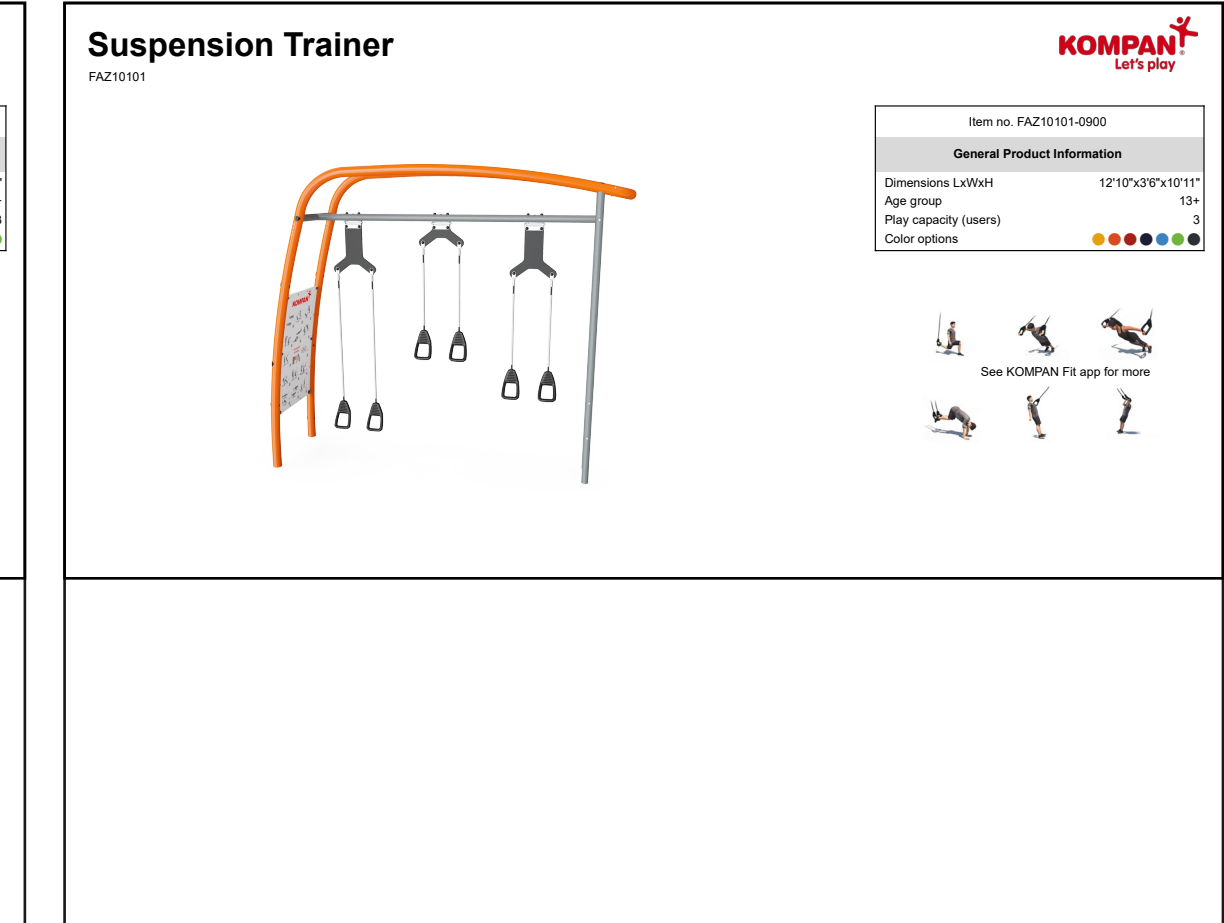 Suspension Trainer
FAZ10101
KOMPAN
®
Let's play
Item no. FAZ10101-0900
General Product Information
Dimensions LxWxH 12'10"x3'6"x10'11"
Age group 13+
Play capacity (users) 3
Color options
KOMPAN
See KOMPAN Fit app for more